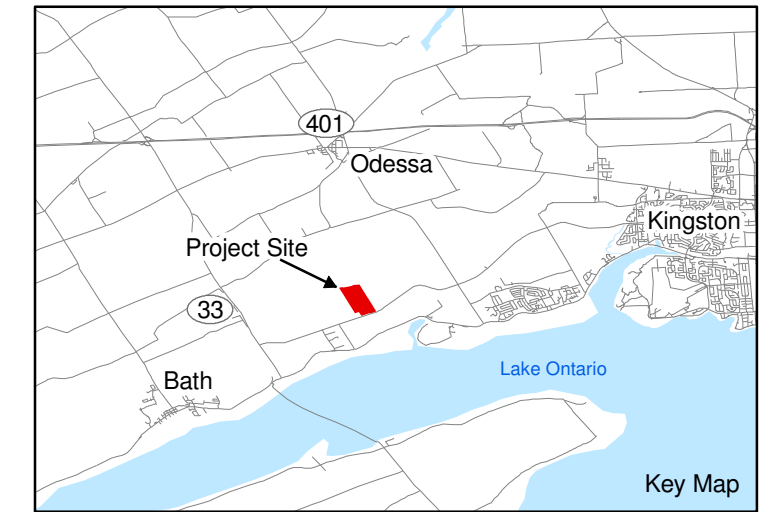 401
Odessa
Kingston
Project Site
33
Bath
Lake Ontario
Key Map